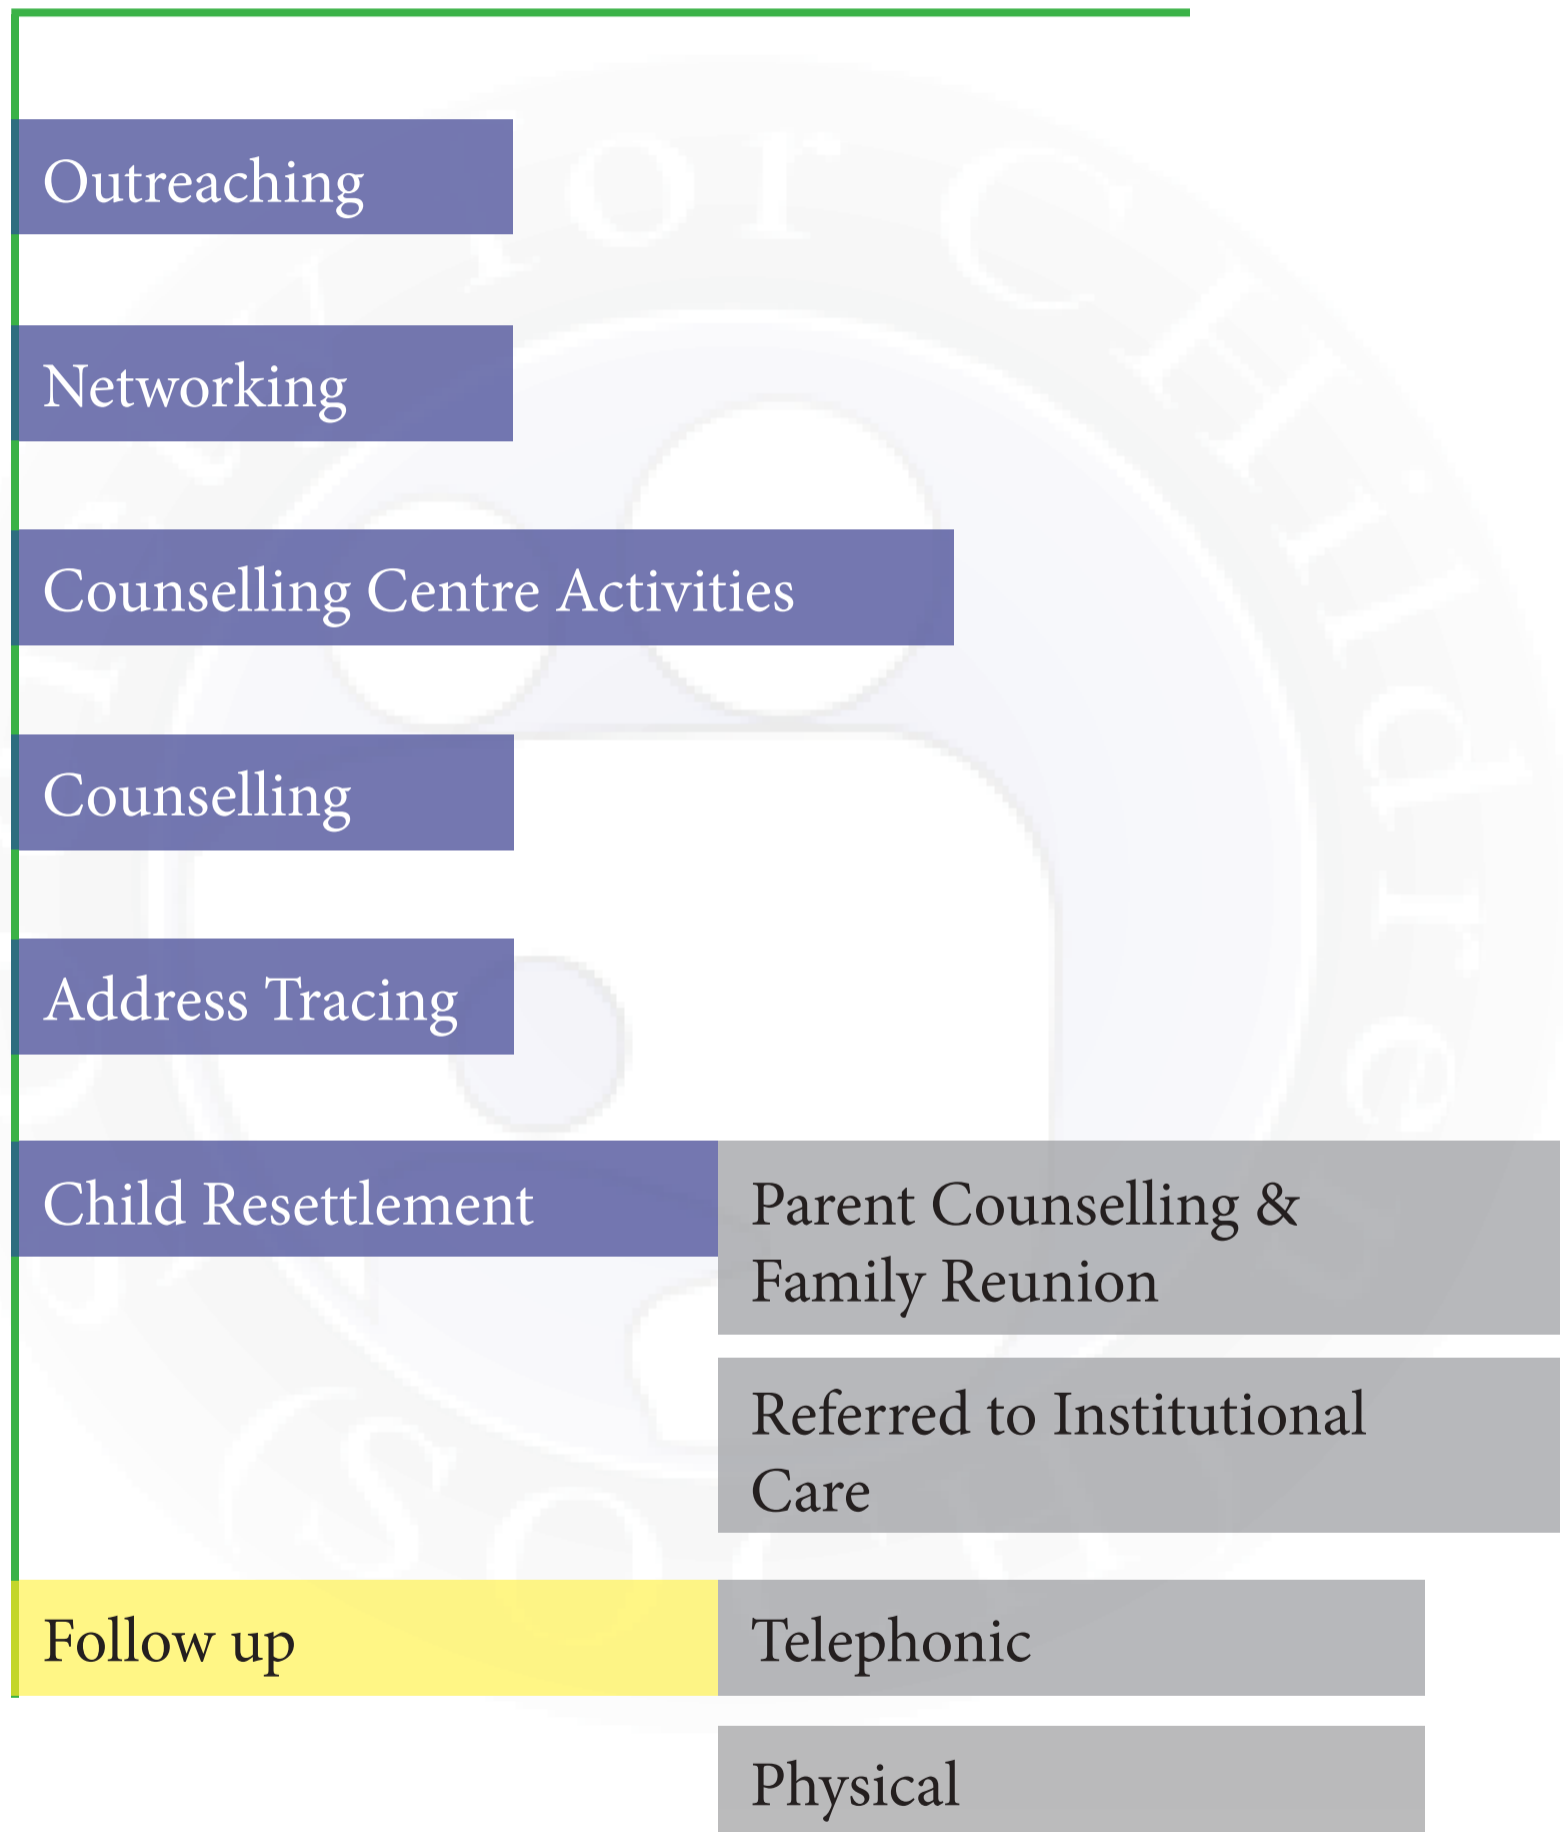 Outreaching
Networking
Counselling Centre Activities
Counselling
Address Tracing
Child Resettlement
Parent Counselling &
Family Reunion
Referred to Institutional
Care
Follow up
Telephonic
Physical